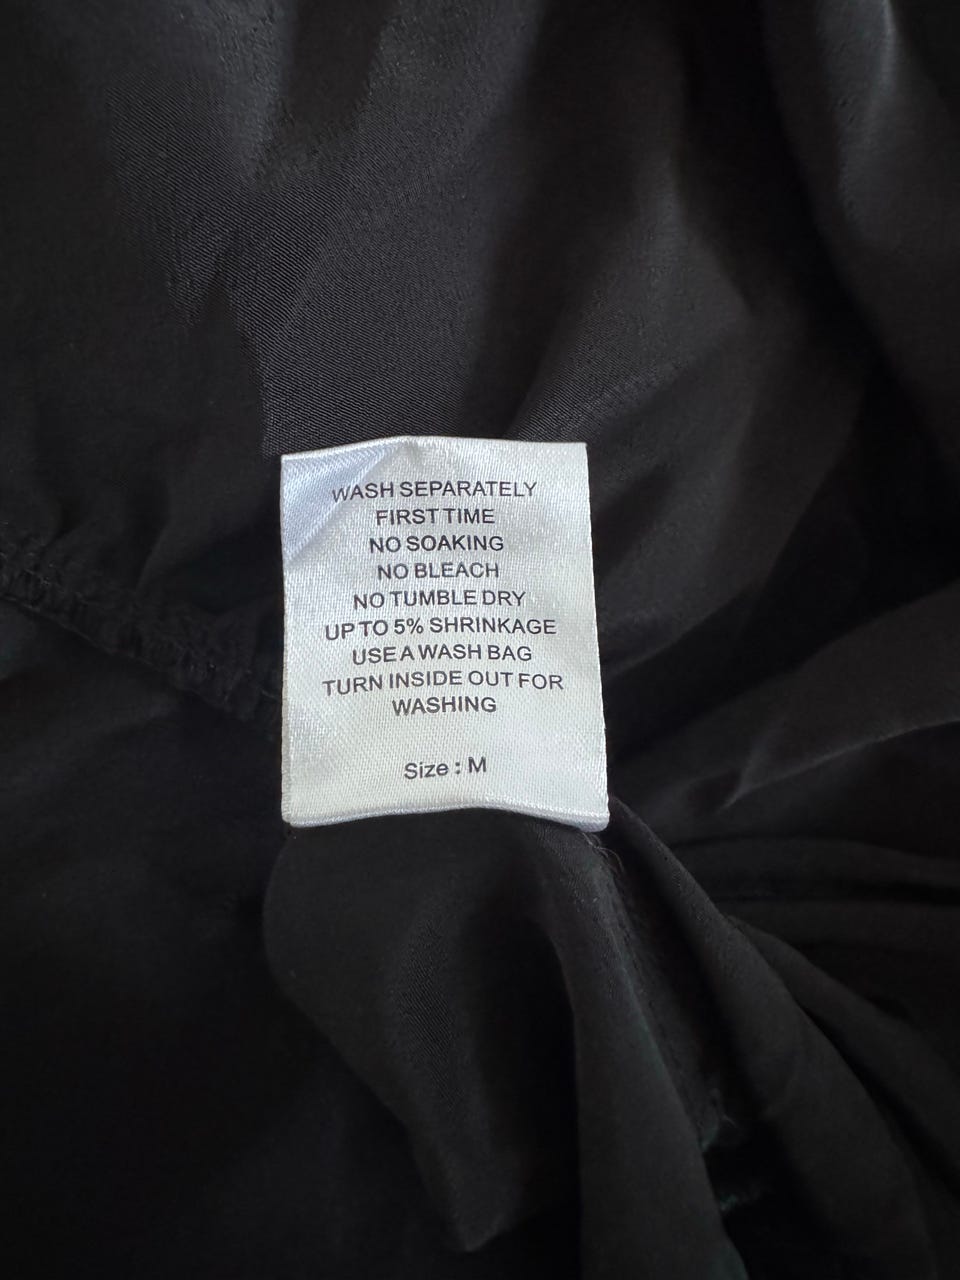 WASH SEPARATELY
FIRST TIME
NO SOAKING
NO BLEACH
NO TUMBLE DRY
UP TO 5% SHRINKAGE
USE A WASH BAG
TURN INSIDE OUT FOR
WASHING
Size : M